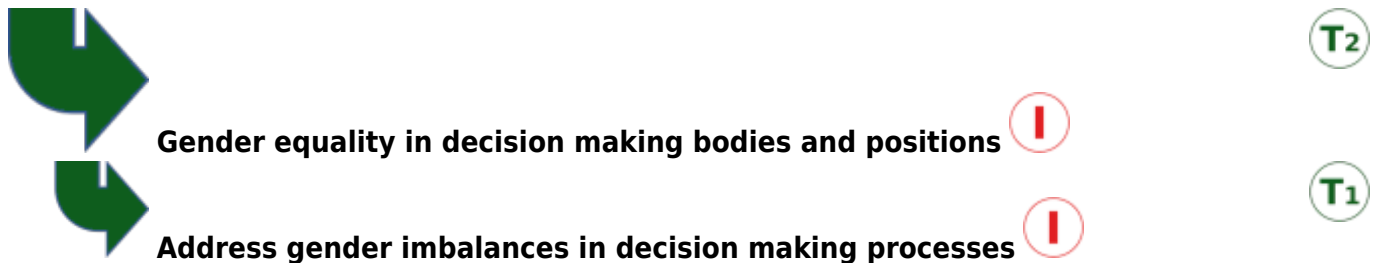 T2
Gender equality in decision making bodies and positions I
T1
Address gender imbalances in decision making processes I